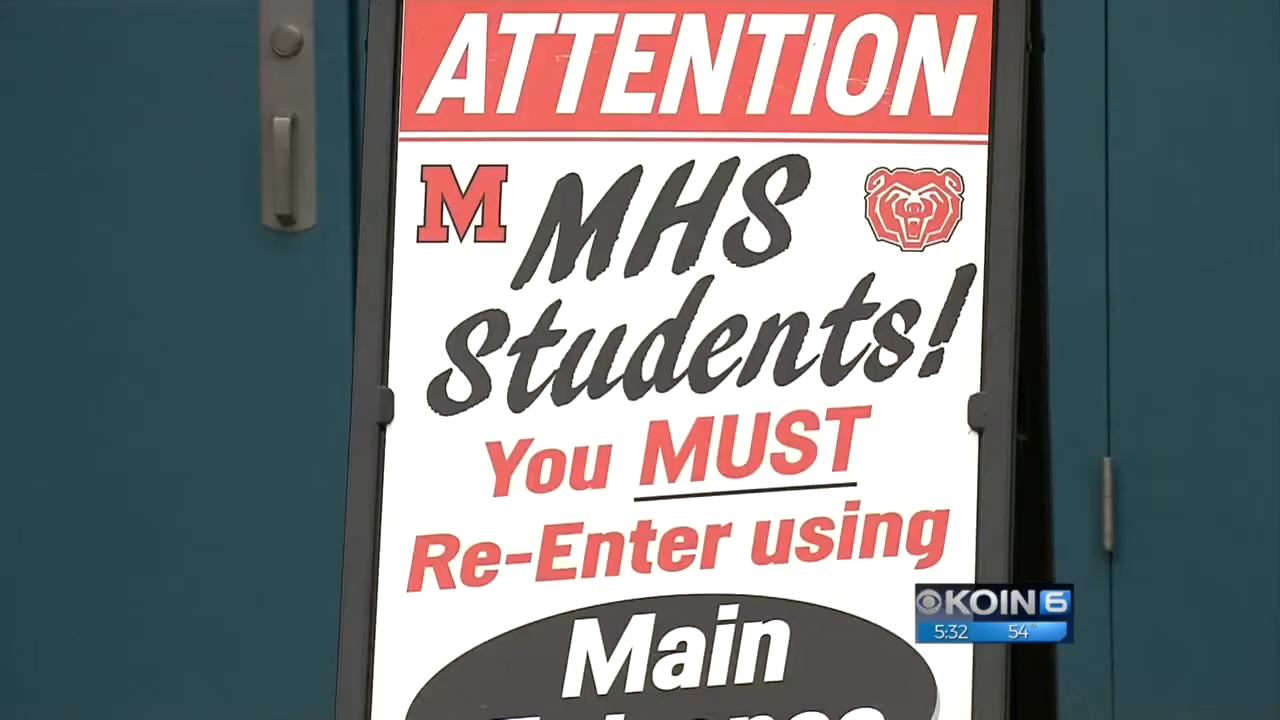 ATTENTION
M
MHS
Students!
You MUST
Re-Enter using
Main
KOIN 6
5:32 54°